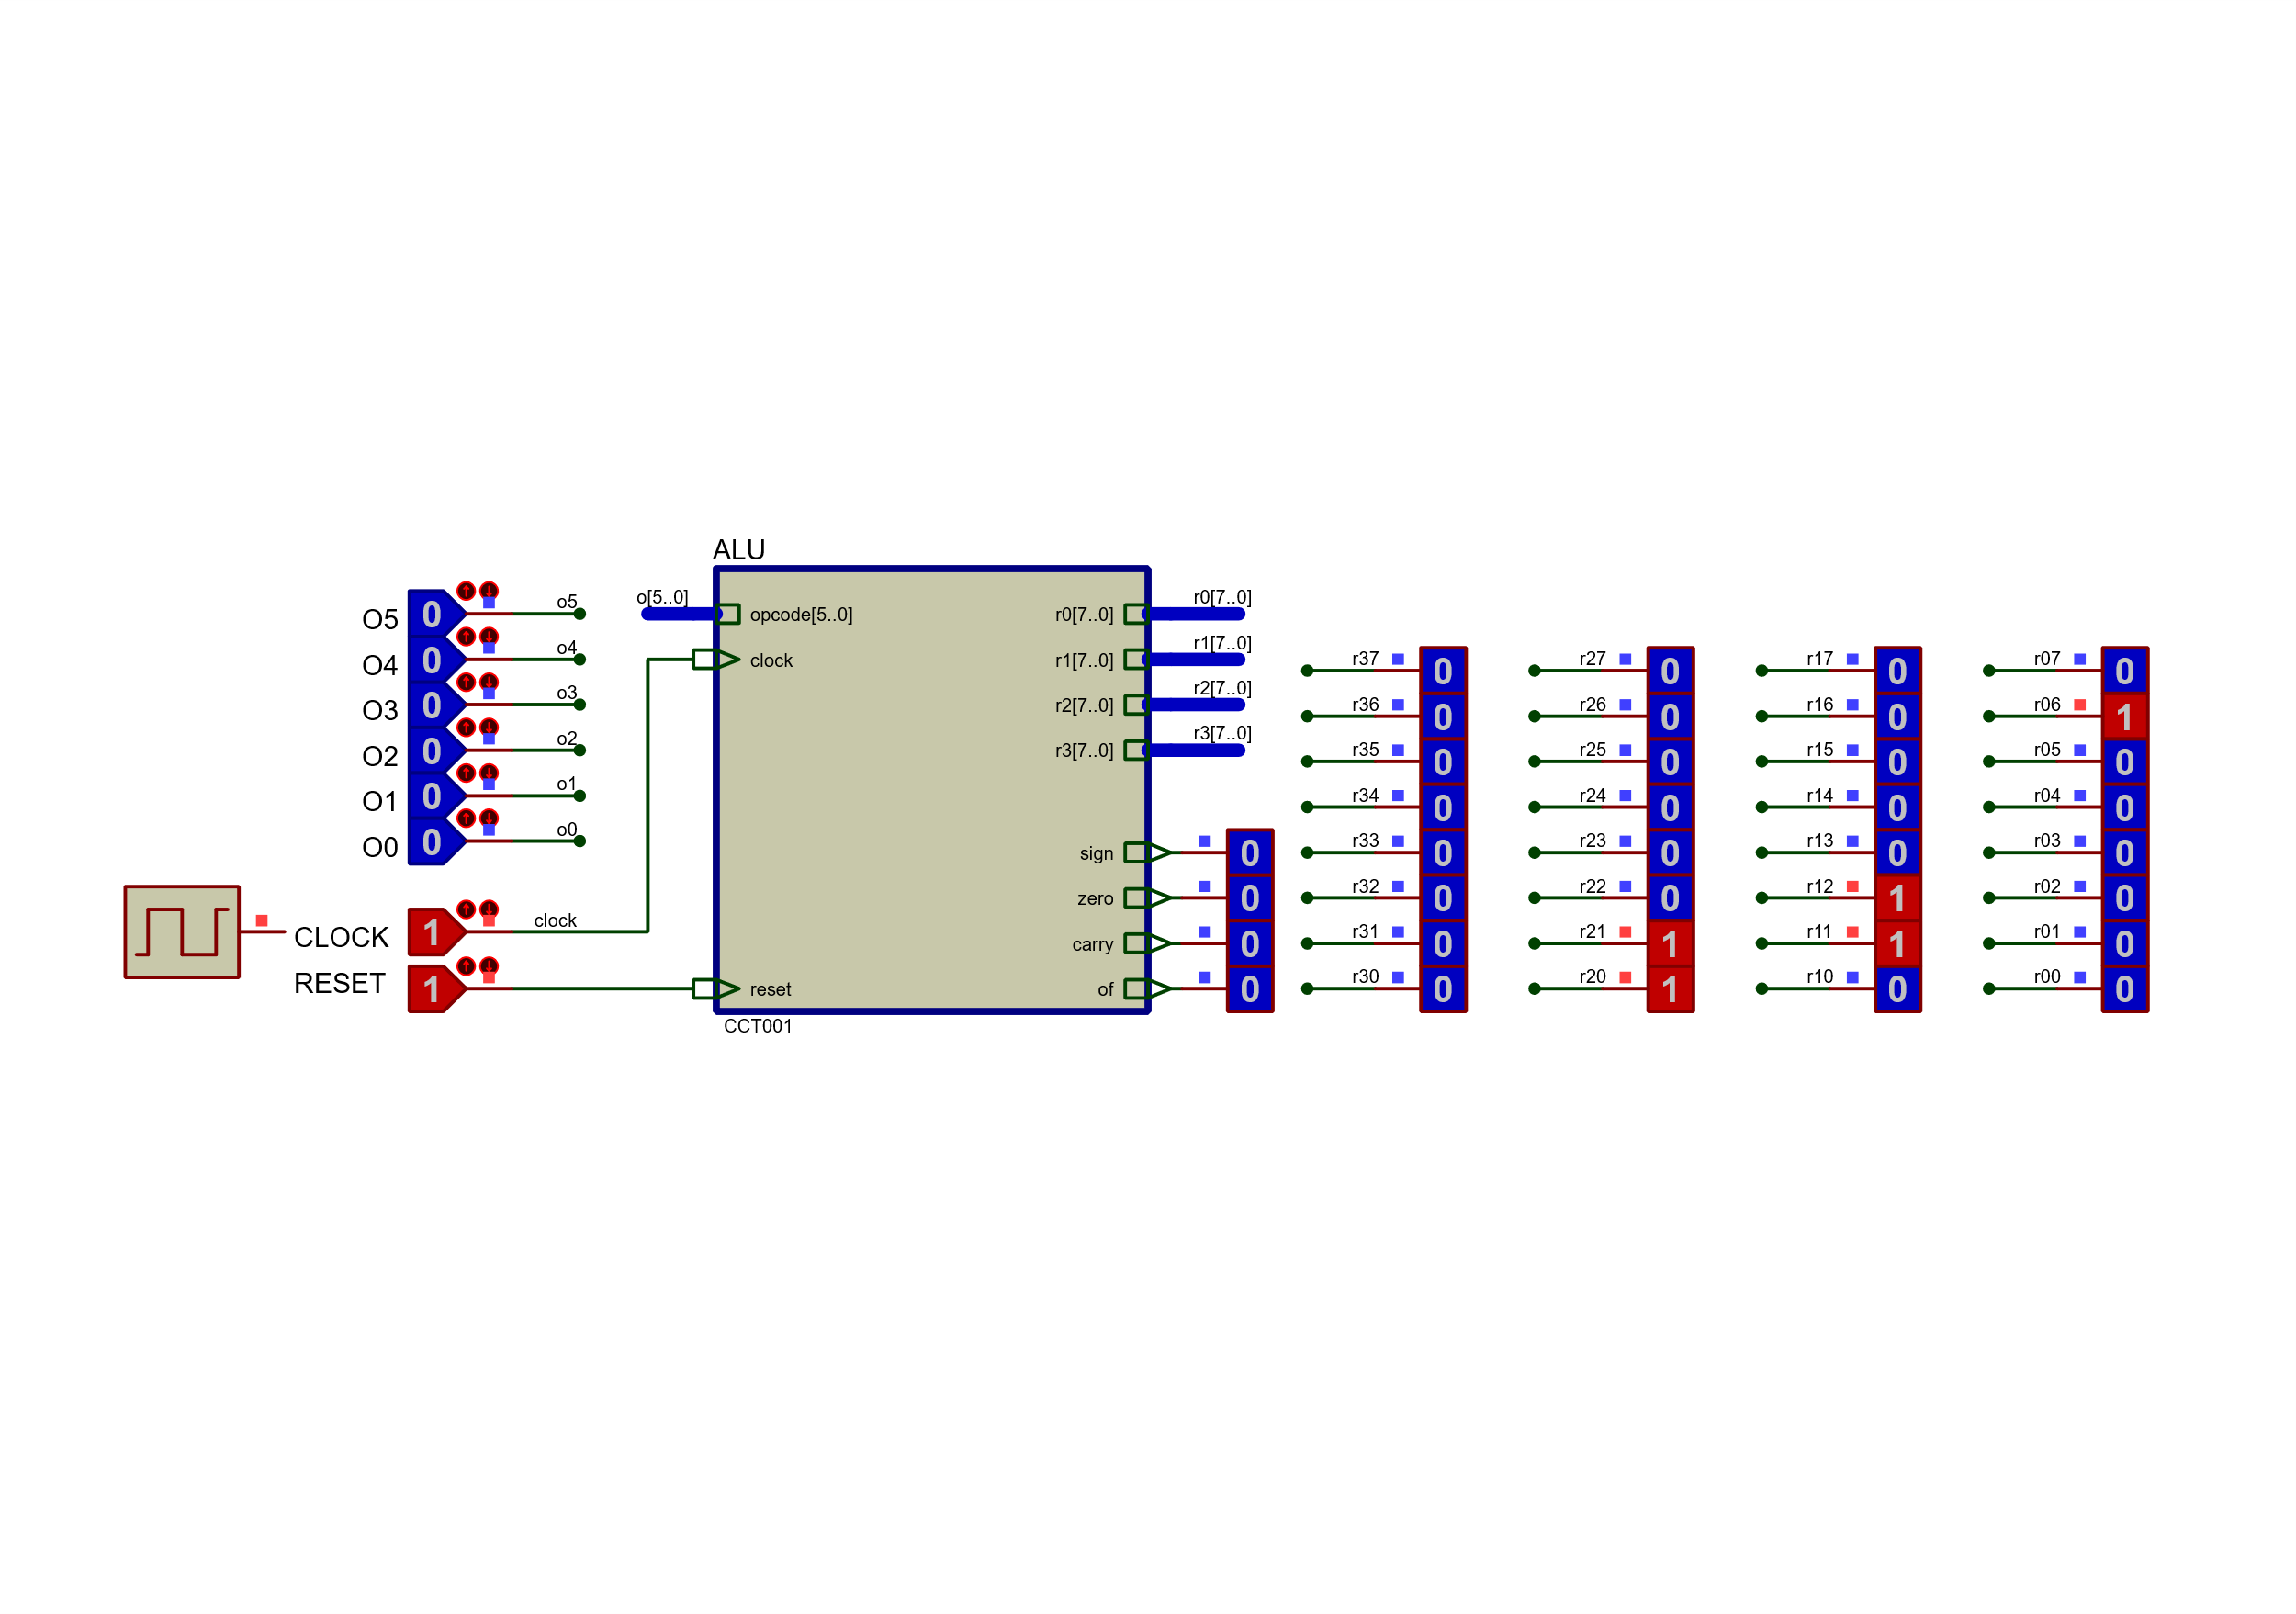 ALU
O5 0 o5
O4 0 o4
O3 0 o3
O2 0 o2
O1 0 o1
O0 0 o0
CLOCK 1 clock
RESET 1
o[5..0]
opcode[5..0]
clock
reset
r0[7..0] r0[7..0]
r1[7..0] r1[7..0]
r2[7..0] r2[7..0]
r3[7..0] r3[7..0]
sign 0
zero 0
carry 0
of 0
CCT001
r37 0
r36 0
r35 0
r34 0
r33 0
r32 0
r31 0
r30 0
r27 0
r26 0
r25 0
r24 0
r23 0
r22 0
r21 1
r20 1
r17 0
r16 0
r15 0
r14 0
r13 0
r12 1
r11 1
r10 0
r07 0
r06 1
r05 0
r04 0
r03 0
r02 0
r01 0
r00 0